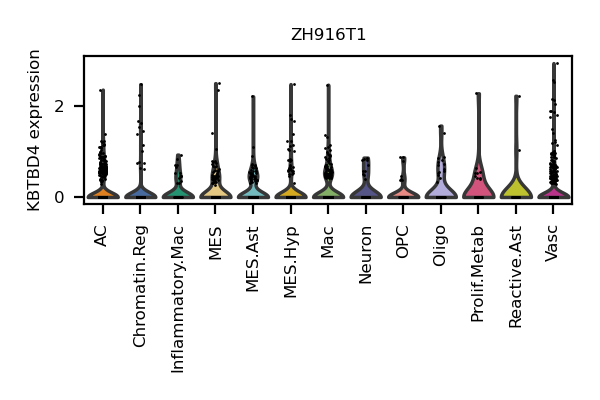 ZH916T1
KBTBD4 expression
2
0
AC
Chromatin.Reg
Inflammatory.Mac
MES
MES.Ast
MES.Hyp
Mac
Neuron
OPC
Oligo
Prolif.Metab
Reactive.Ast
Vasc